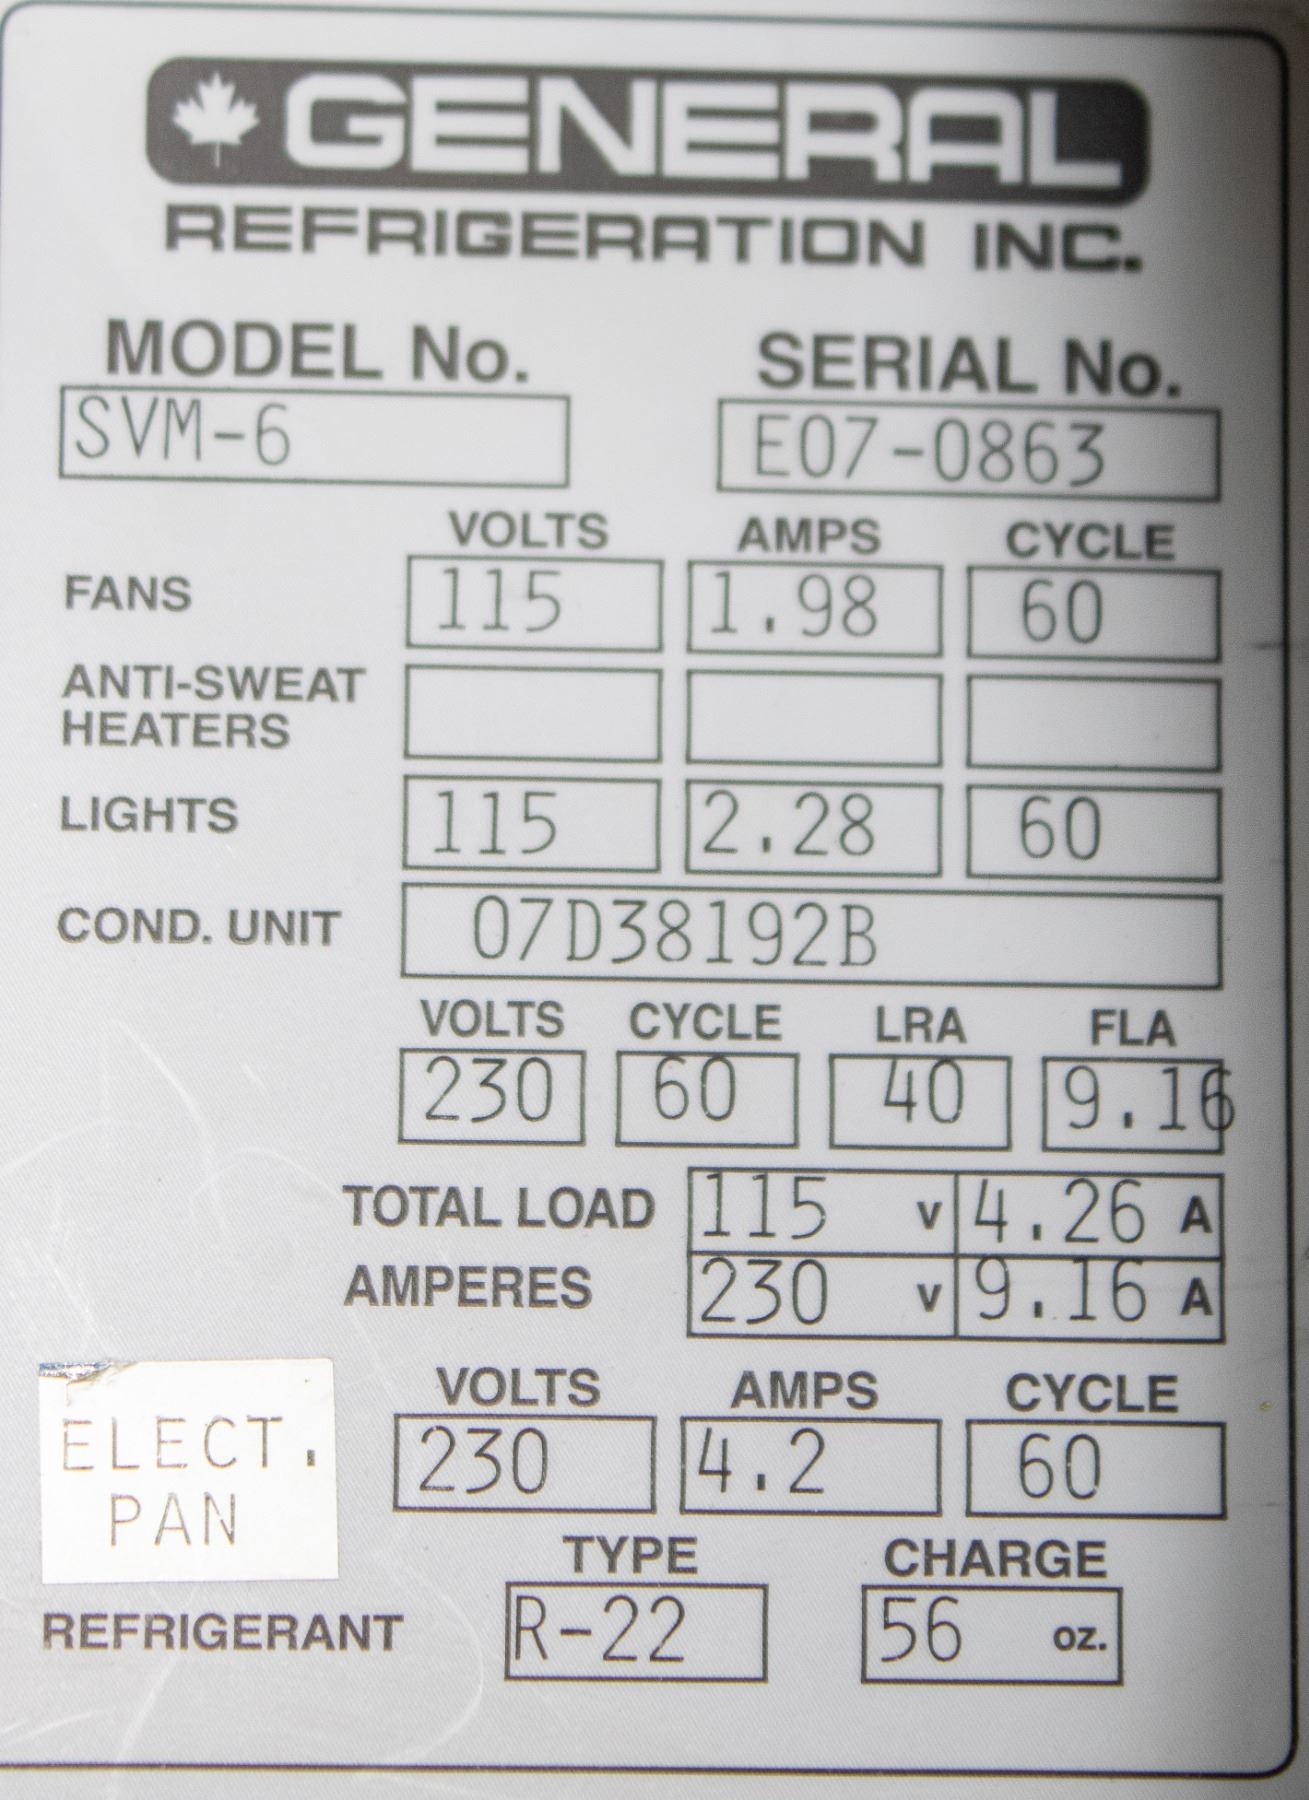 GENERAL
REFRIGERATION INC.
MODEL No. SERIAL No.
SVM-6 E07-0863
VOLTS AMPS CYCLE
FANS 115 1.98 60
ANTI-SWEAT
HEATERS
LIGHTS 115 2.28 60
COND. UNIT 07D38192B
VOLTS CYCLE LRA FLA
230 60 40 9.16
TOTAL LOAD 115 V 4.26 A
AMPERES 230 V 9.16 A
VOLTS AMPS CYCLE
ELECT. 230 4.2 60
PAN
TYPE CHARGE
REFRIGERANT R-22 56 oz.